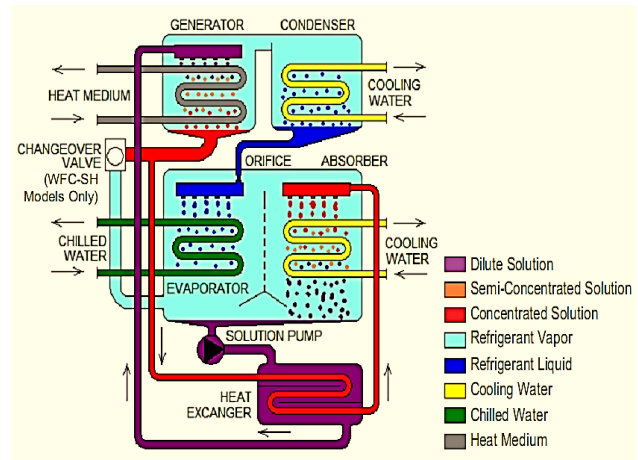 GENERATOR
CONDENSER
HEAT MEDIUM
COOLING
WATER
CHANGEOVER
VALVE
(WFC-SH
Models Only)
ORIFICE
ABSORBER
CHILLED
WATER
EVAPORATOR
COOLING
WATER
SOLUTION PUMP
HEAT
EXCANGER
Dilute Solution
Semi-Concentrated Solution
Concentrated Solution
Refrigerant Vapor
Refrigerant Liquid
Cooling Water
Chilled Water
Heat Medium